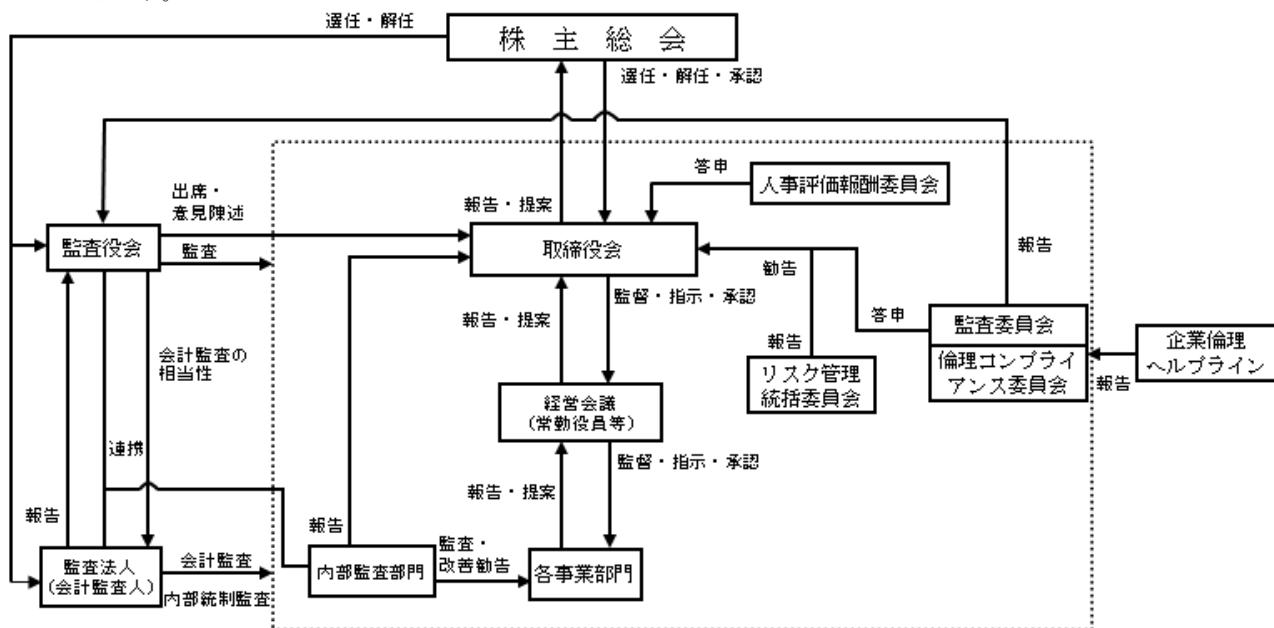 選任・解任
株主総会
選任・解任・承認
答申
人事評価報酬委員会
出席・
意見陳述
報告・提案
監査役会
監査
取締役会
勧告
報告
監督・指示・承認
報告・提案
答申
監査委員会
倫理コンプライ
アンス委員会
企業倫理
ヘルプライン
報告
会計監査の
相当性
報告
リスク管理
統括委員会
経営会議
(常勤役員等)
連携
監督・指示・承認
報告・提案
報告
報告
監査・
改善勧告
監査法人
(会計監査人)
会計監査
内部統制監査
内部監査部門
各事業部門